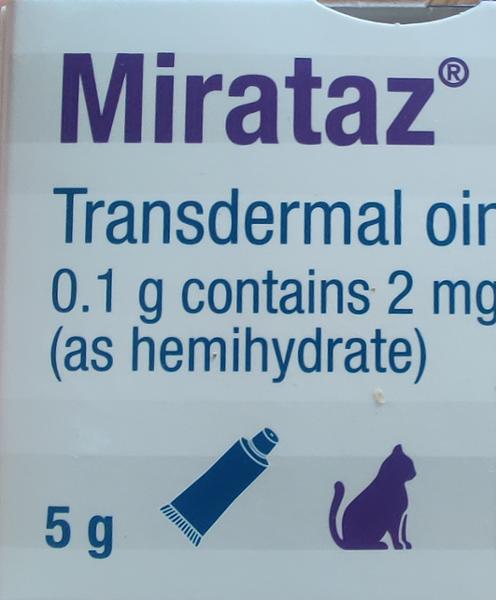 Mirataz®
Transdermal oin
0.1 g contains 2 mg
(as hemihydrate)
5 g